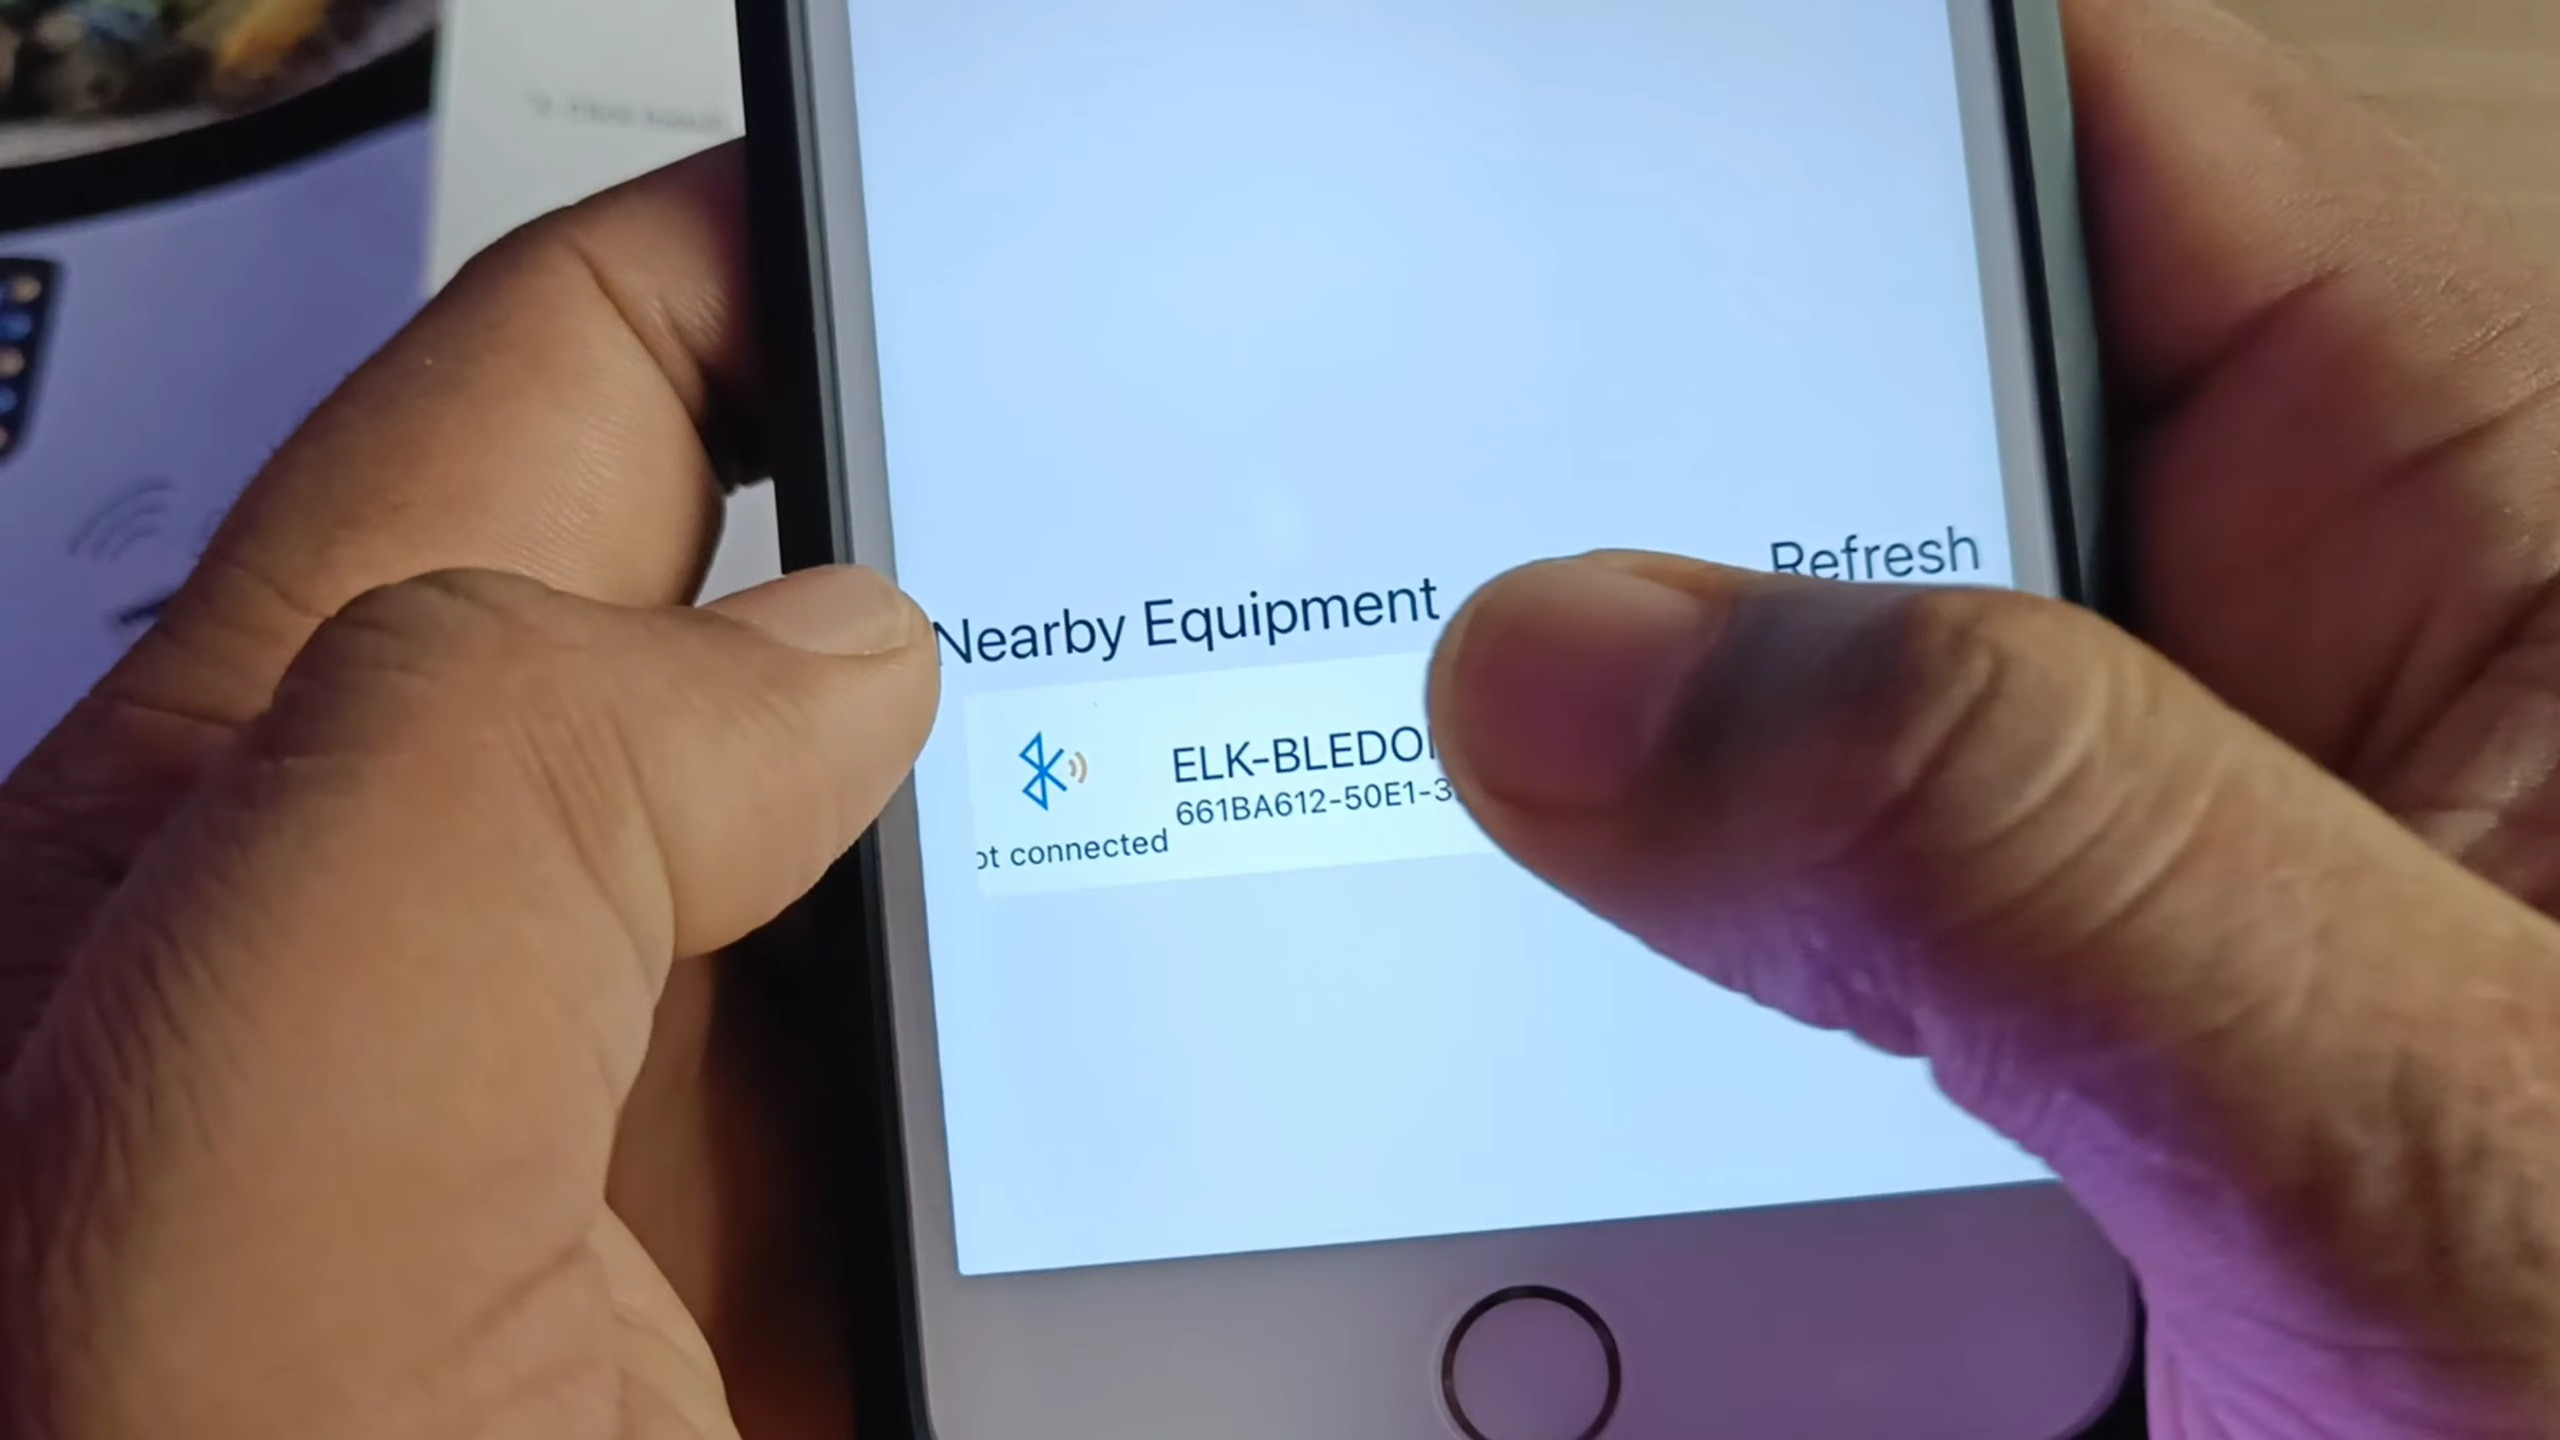 Refresh
Nearby Equipment
ELK-BLEDO
661BA612-50E1-3
ot connected